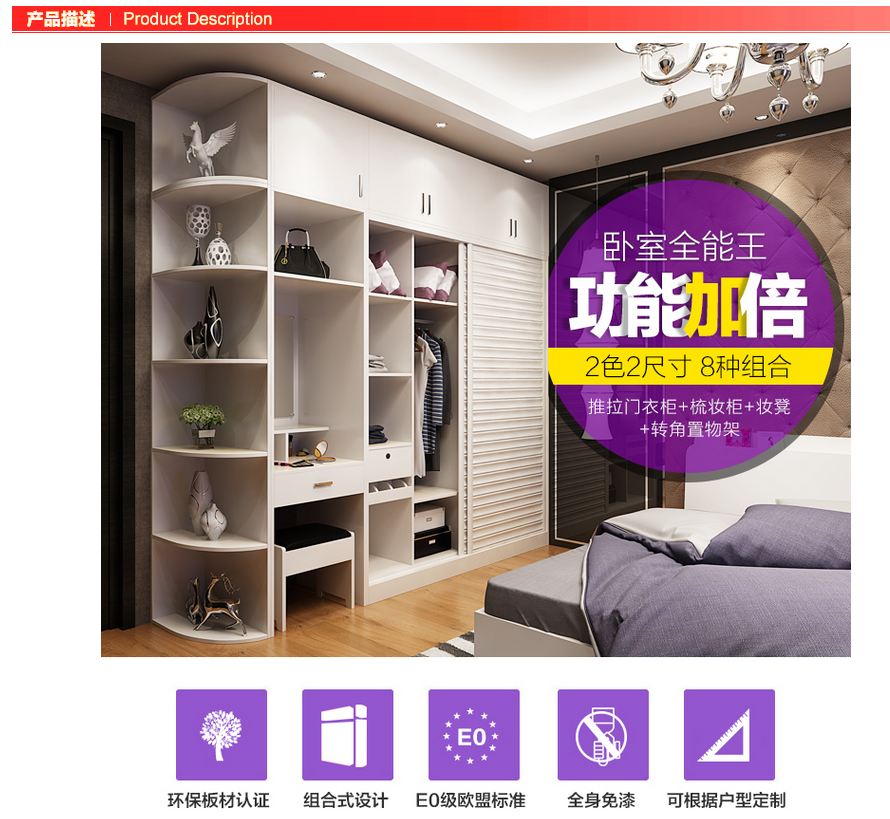 产品描述 | Product Description
卧室全能王
功能加倍
2色2尺寸 8种组合
推拉门衣柜+梳妆柜+妆凳
+转角置物架
E0
环保板材认证
组合式设计
E0级欧盟标准
全身免漆
可根据户型定制